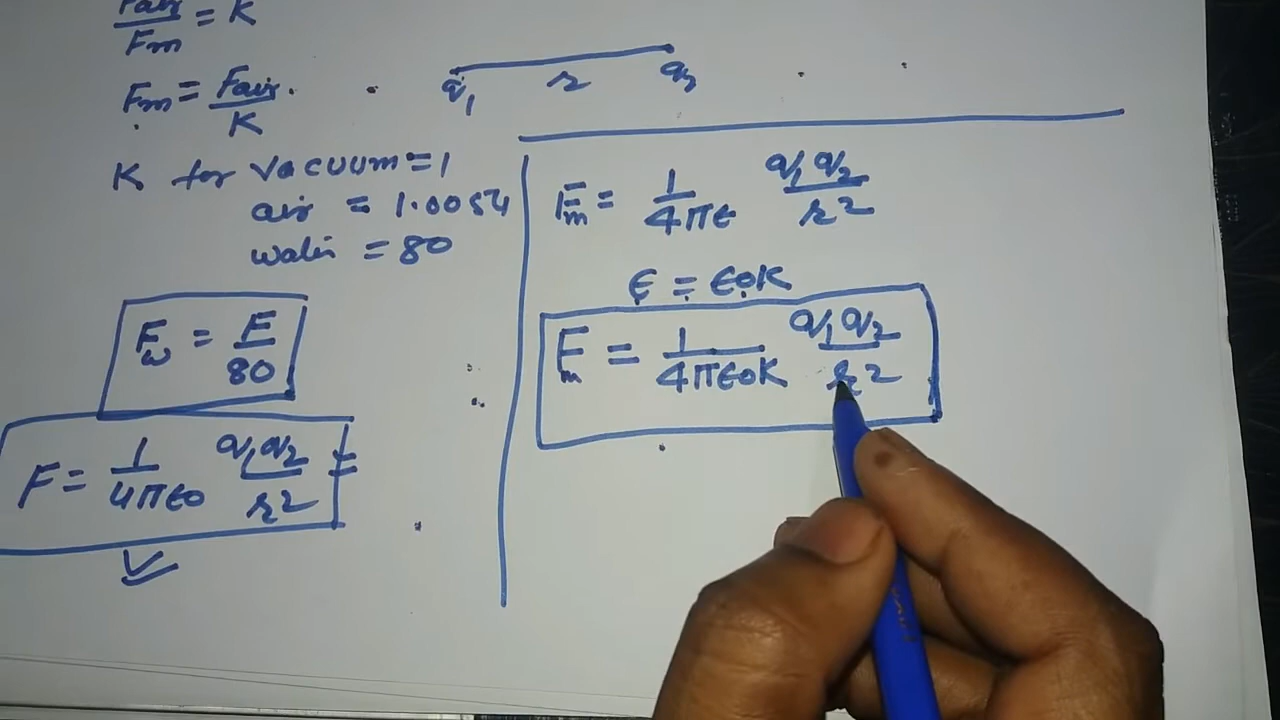 Fair/Fm = K
Fm = Fair/K
q1 r q2
K for vacuum = 1
air = 1.0054
water = 80
Fw = F/80
F = 1/4πε0 q1q2/r2 =
Fm = 1/4πε q1q2/r2
ε = ε0K
Fm = 1/4πε0K q1q2/r2